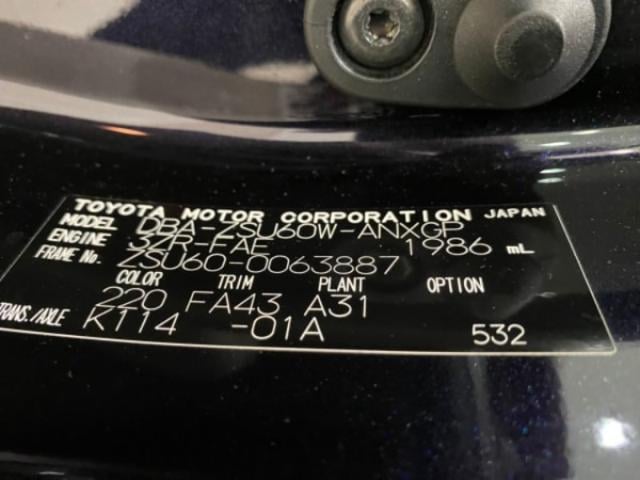 TOYOTA MOTOR CORPORATION JAPAN
MODEL DBA-ZSU60W-ANXGP
ENGINE 3ZR-FAE 1986 mL
FRAME No. ZSU60-0063887
COLOR TRIM PLANT OPTION
220 FA43 A31
TRANS./AXLE K114 -01A 532